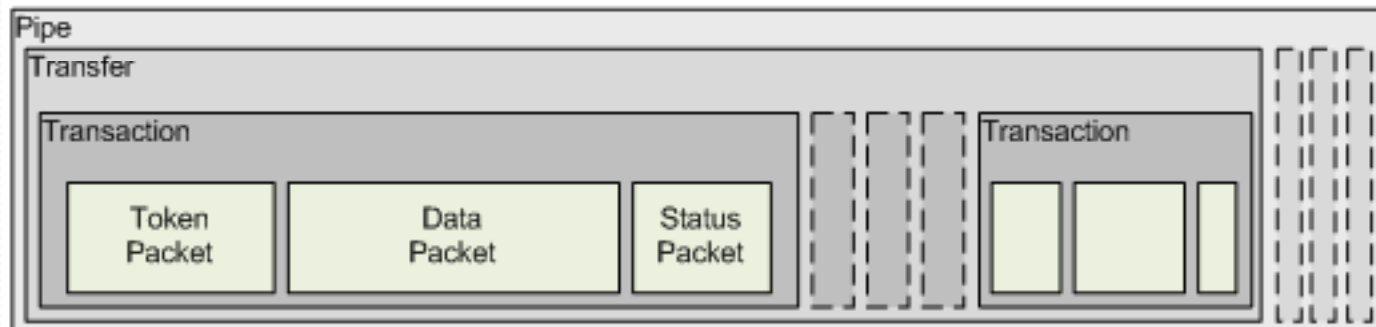 Pipe
Transfer
Transaction
Transaction
Token
Packet
Data
Packet
Status
Packet